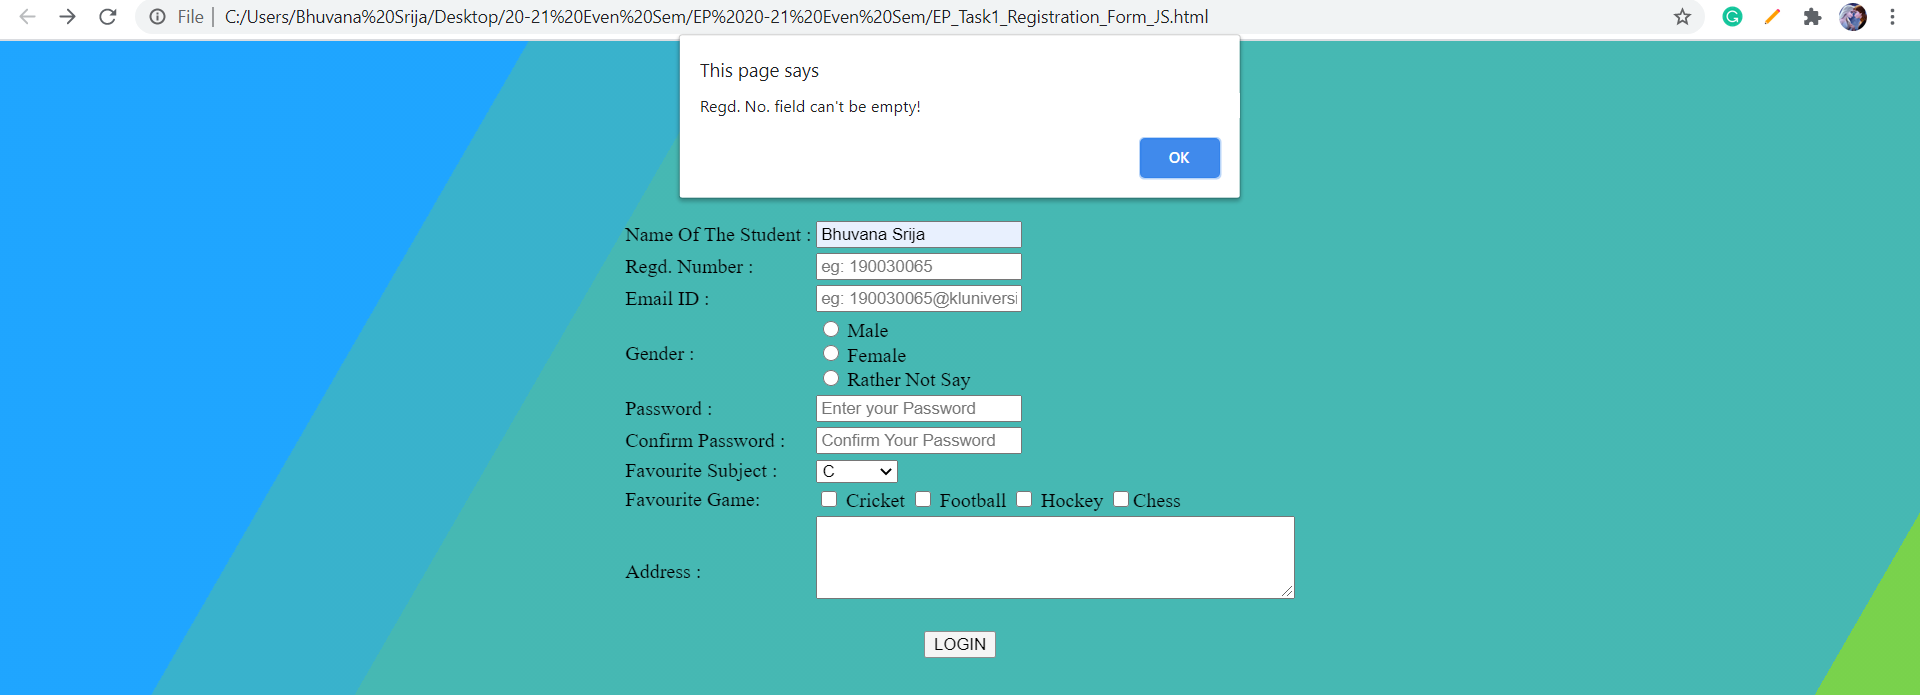 File | C:/Users/Bhuvana%20Srija/Desktop/20-21%20Even%20Sem/EP%2020-21%20Even%20Sem/EP_Task1_Registration_Form_JS.html
This page says
Regd. No. field can't be empty!
OK
Name Of The Student : Bhuvana Srija
Regd. Number : eg: 190030065
Email ID : eg: 190030065@kluniversi
Male
Gender :
Female
Rather Not Say
Password : Enter your Password
Confirm Password : Confirm Your Password
Favourite Subject : C
Favourite Game: Cricket Football Hockey Chess
Address :
LOGIN